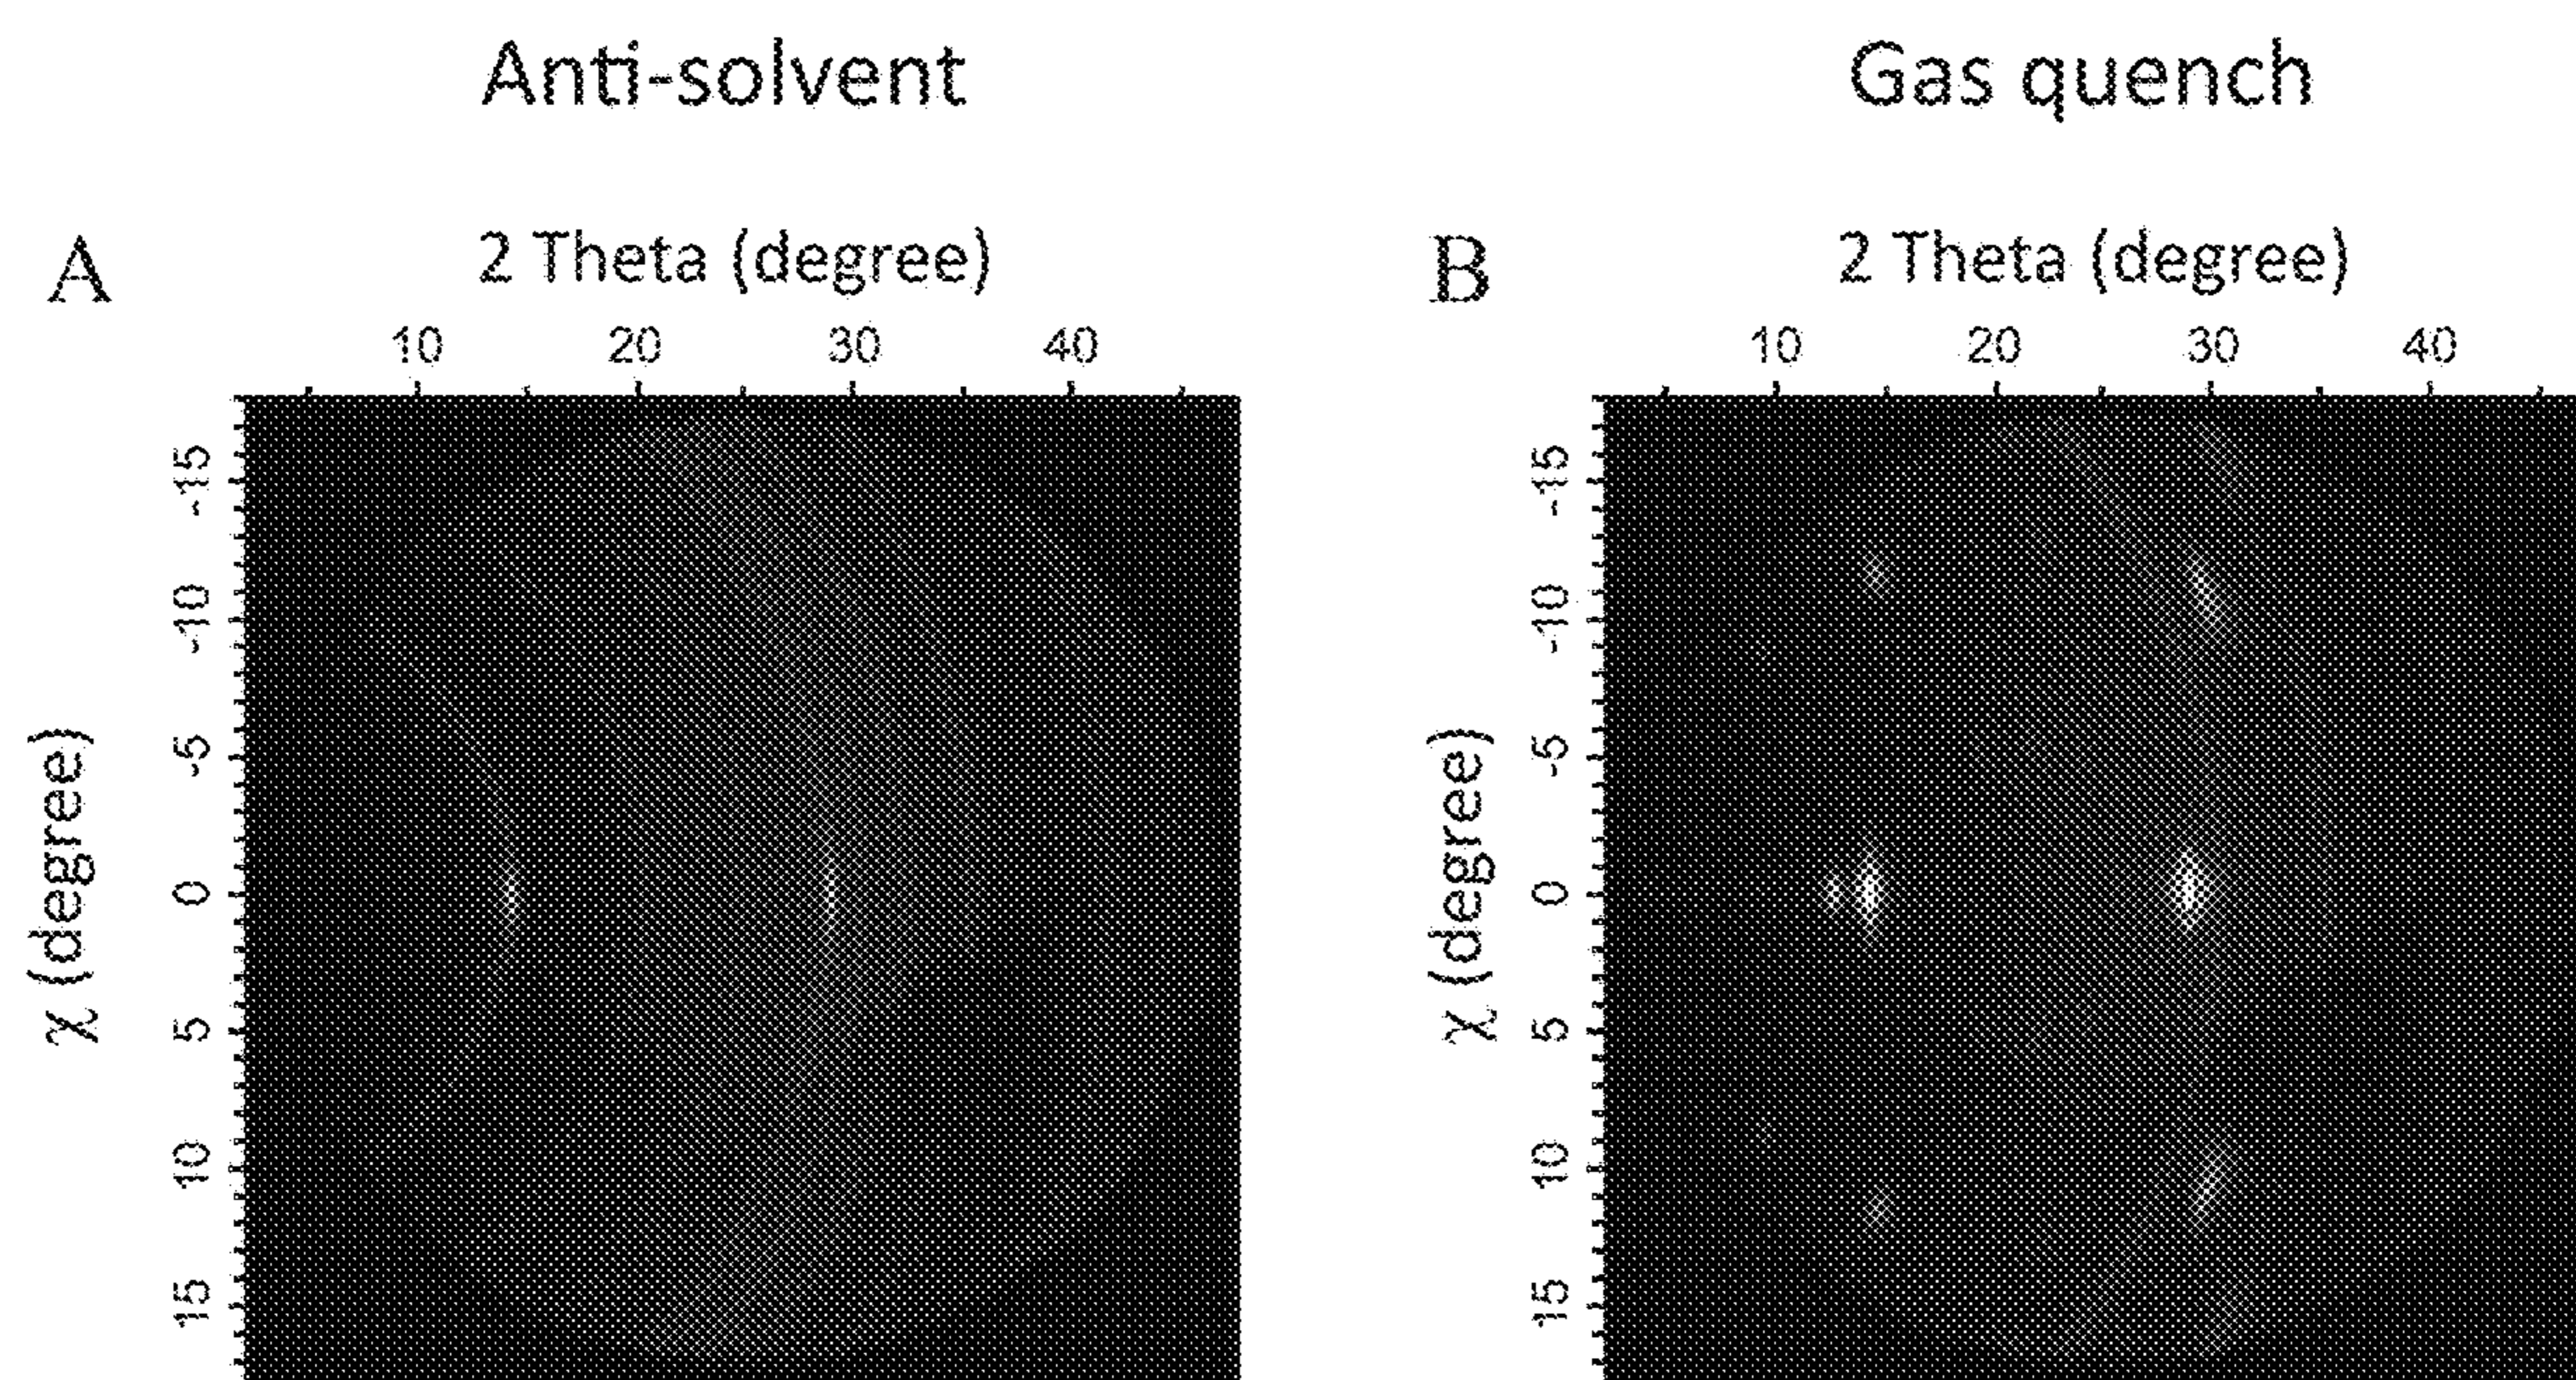 Anti-solvent
Gas quench
A
2 Theta (degree)
10 20 30 40
-15
-10
-5
0
5
10
15
χ (degree)
B
2 Theta (degree)
10 20 30 40
-15
-10
-5
0
5
10
15
χ (degree)